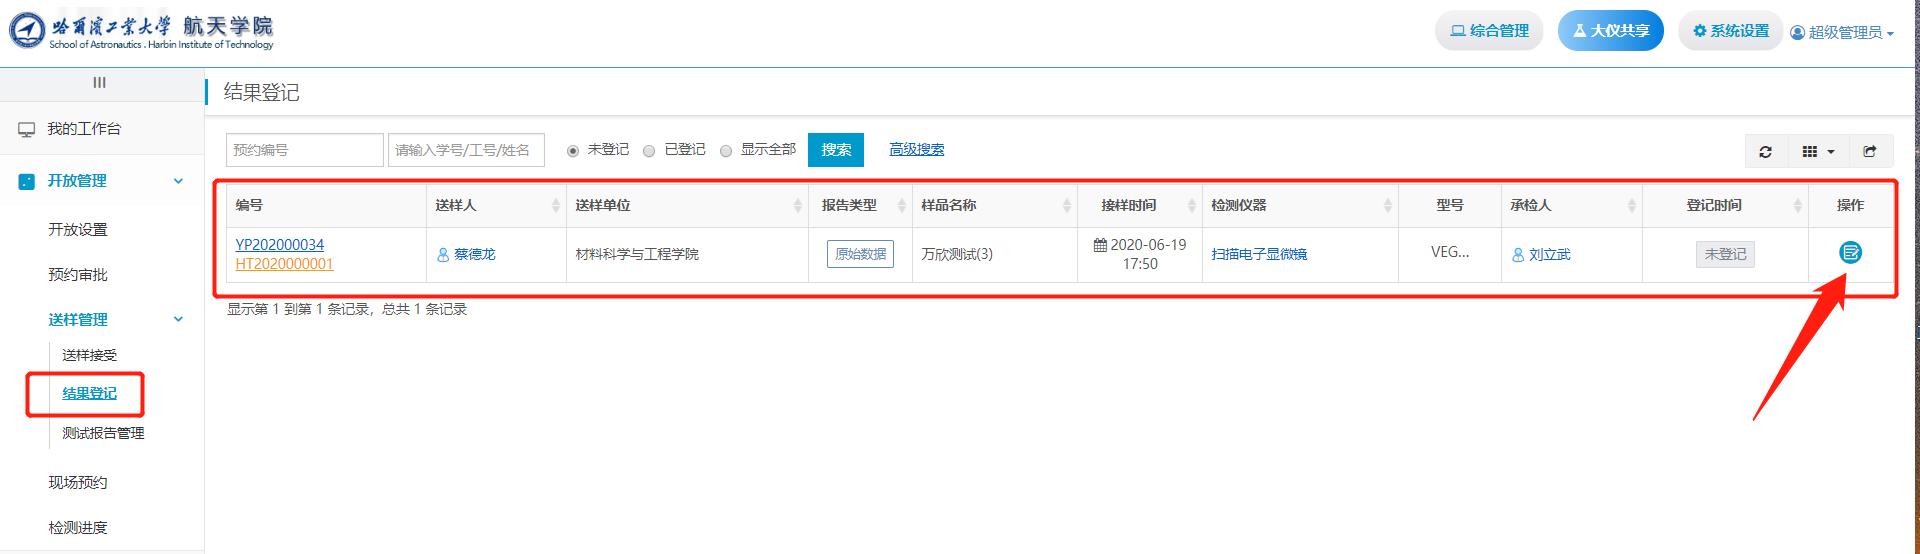 哈尔滨工业大学 航天学院
School of Astronautics . Harbin Institute of Technology
综合管理
大仪共享
系统设置
超级管理员
我的工作台
开放管理
开放设置
预约审批
送样管理
送样接受
结果登记
测试报告管理
现场预约
检测进度
结果登记
预约编号 请输入学号/工号/姓名 未登记 已登记 显示全部 搜索 高级搜索
编号 送样人 送样单位 报告类型 样品名称 接样时间 检测仪器 型号 承检人 登记时间 操作
YP202000034
HT2020000001
蔡德龙 材料科学与工程学院 原始数据 万欣测试(3) 2020-06-19
17:50
扫描电子显微镜 VEG... 刘立武 未登记
显示第 1 到第 1 条记录，总共 1 条记录